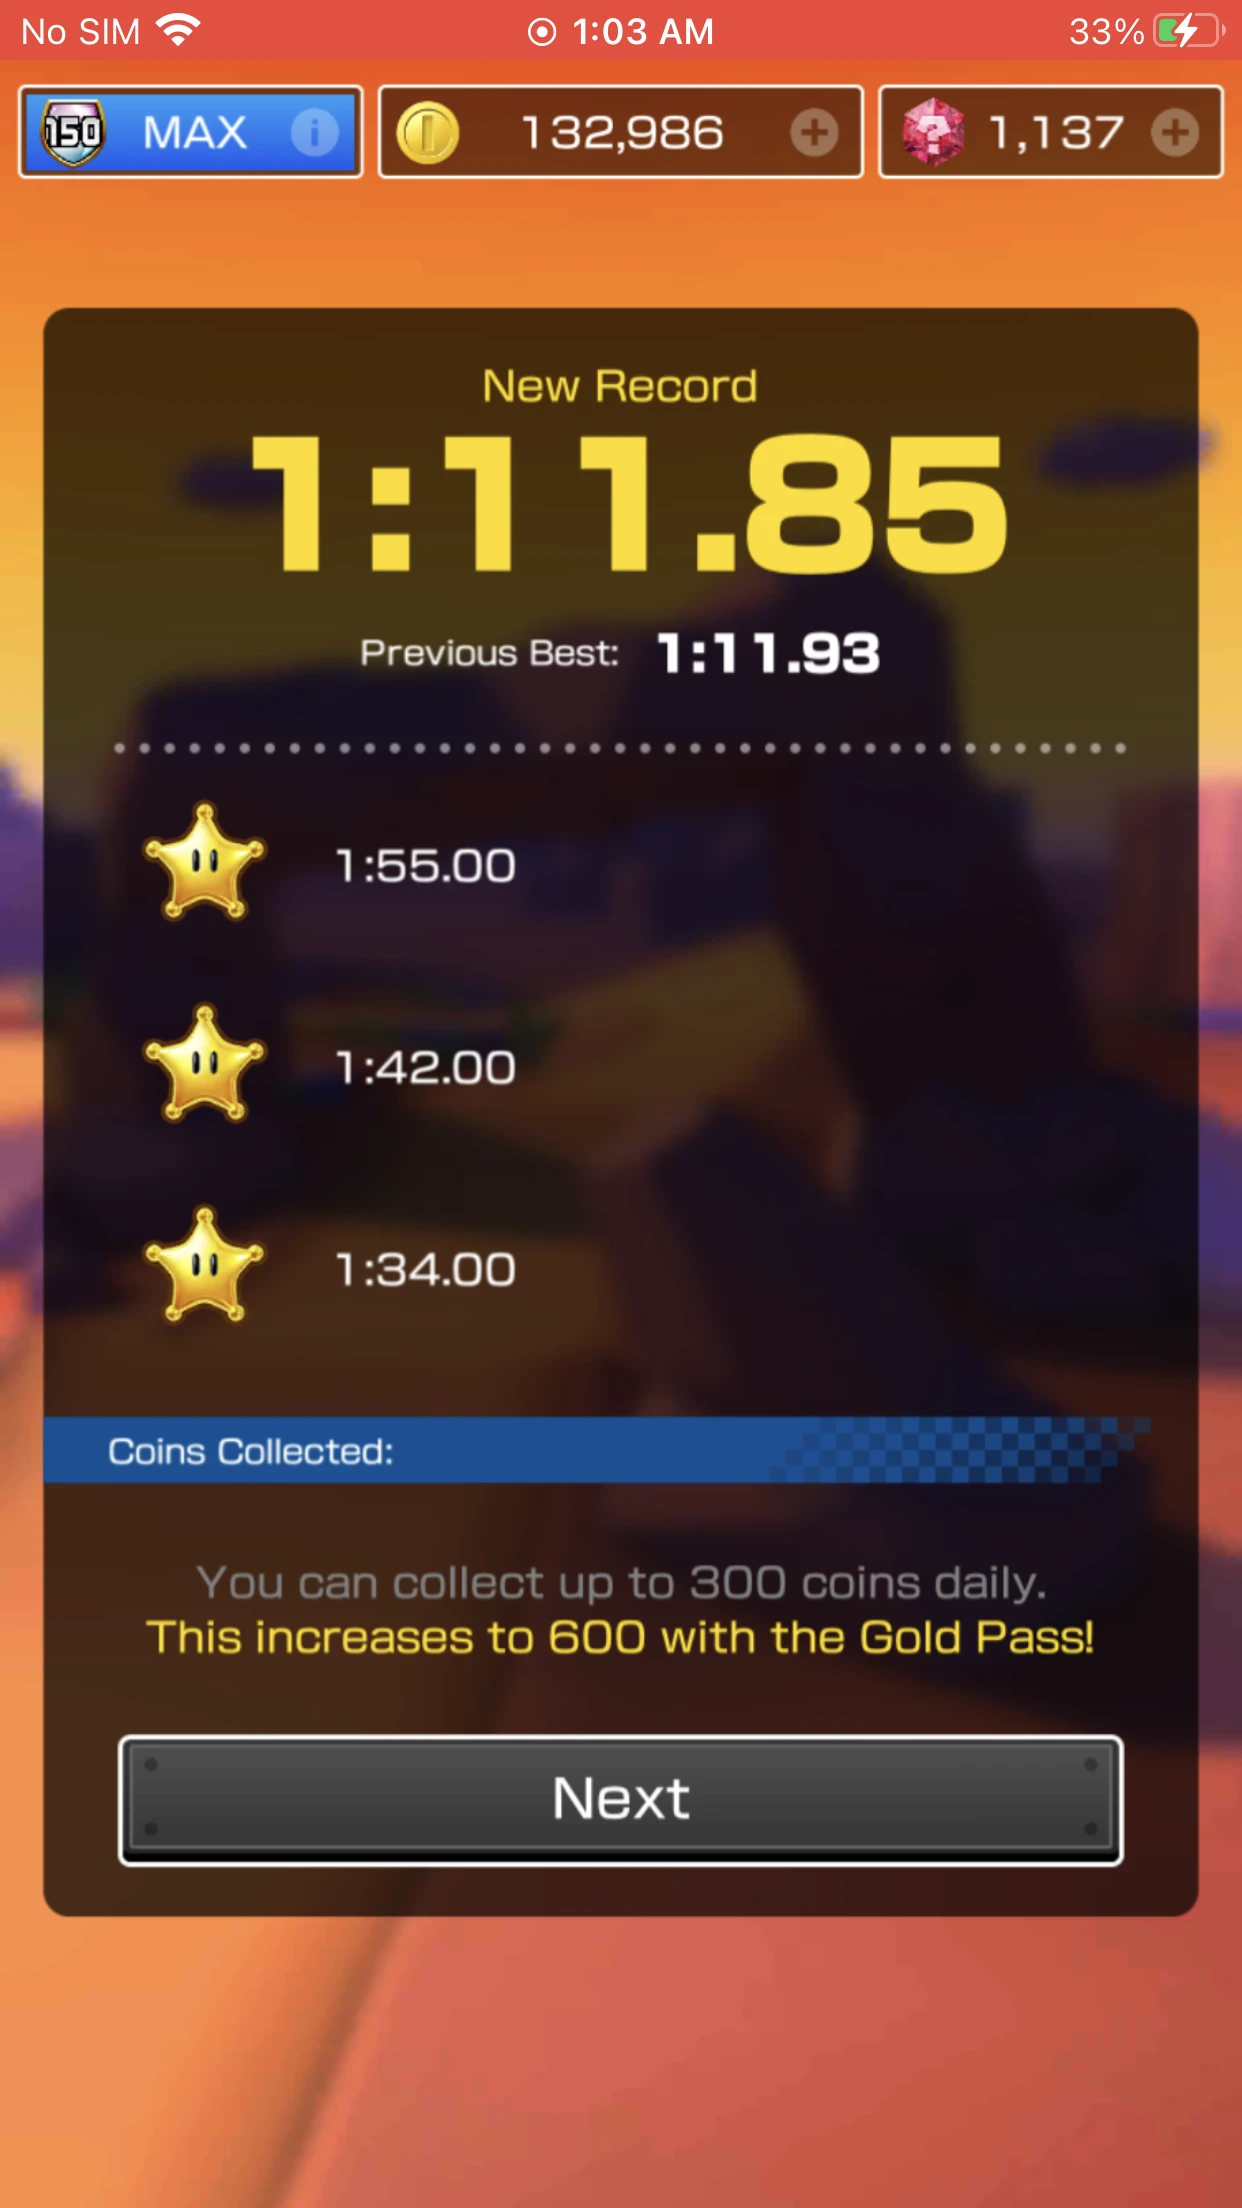 No SIM 1:03 AM 33%
150 MAX i 132,986 + ? 1,137 +
New Record
1:11.85
Previous Best: 1:11.93
1:55.00
1:42.00
1:34.00
Coins Collected:
You can collect up to 300 coins daily.
This increases to 600 with the Gold Pass!
Next